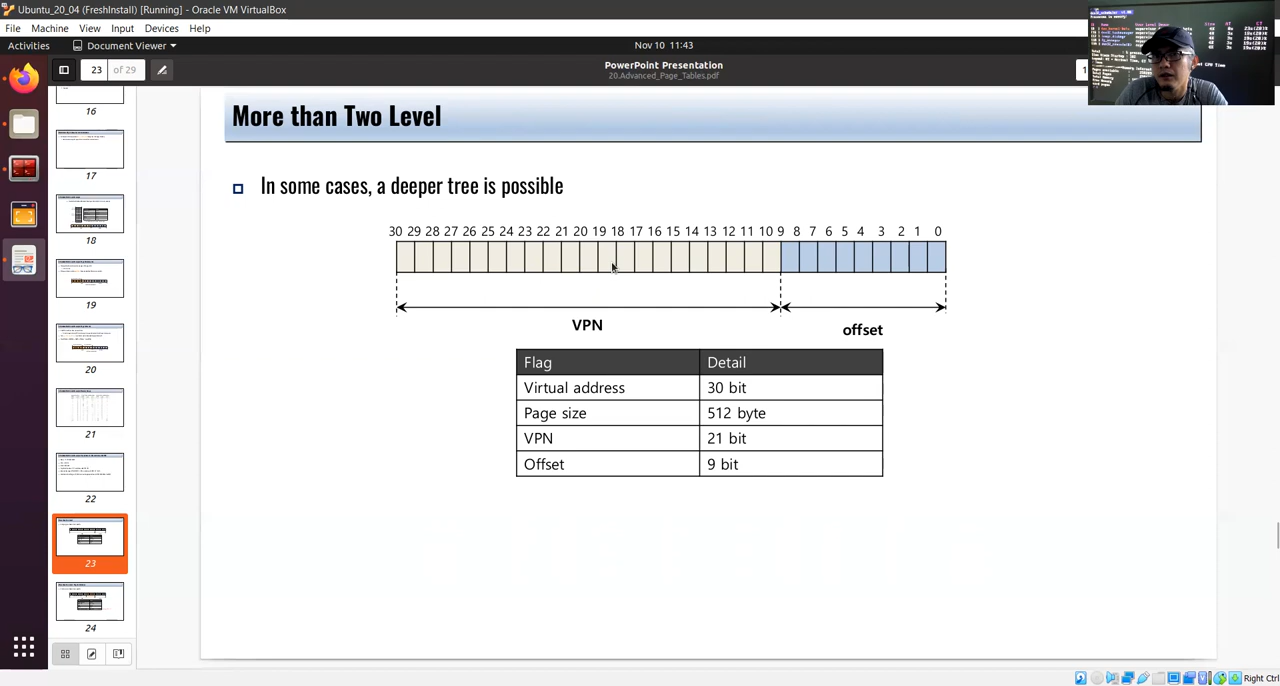 Ubuntu_20_04 (FreshInstall) [Running] - Oracle VM VirtualBox
File Machine View Input Devices Help
Activities Document Viewer Nov 10 11:43
23 of 29 PowerPoint Presentation
20.Advanced_Page_Tables.pdf
16
17
18
19
20
21
22
23
24
More than Two Level
In some cases, a deeper tree is possible
30 29 28 27 26 25 24 23 22 21 20 19 18 17 16 15 14 13 12 11 10 9 8 7 6 5 4 3 2 1 0
VPN offset
Flag Detail
Virtual address 30 bit
Page size 512 byte
VPN 21 bit
Offset 9 bit
Right Ctrl